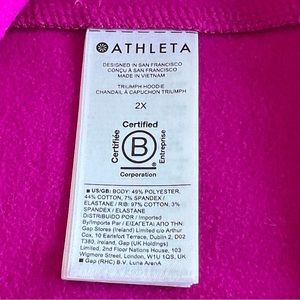 ATHLETA
DESIGNED IN SAN FRANCISCO
CONÇU À SAN FRANCISCO
MADE IN VIETNAM
TRIUMPH HOODIE
CHANDAIL À CAPUCHON TRIUMPH
2X
Certified
Certifiée
B
Entreprise
Corporation
■ US/GB: BODY: 49% POLYESTER,
44% COTTON, 7% SPANDEX /
ELASTANE / RIB: 97% COTTON, 3%
SPANDEX / ELASTANE
DISTRIBUIDO POR / Imported
by/Importé Par / ΕΙΣΑΓΕΤΑΙ ΑΠΟ ΤΗΝ:
Gap Stores (Ireland) Limited c/o Arthur
Cox, 10 Earlsfort Terrace, Dublin 2, D02
T380, Ireland, Gap (UK Holdings)
Limited, 2nd Floor Nations House, 103
Wigmore Street, London, W1U 1QS, UK
■ Gap (RHC) B.V. Luna ArenA